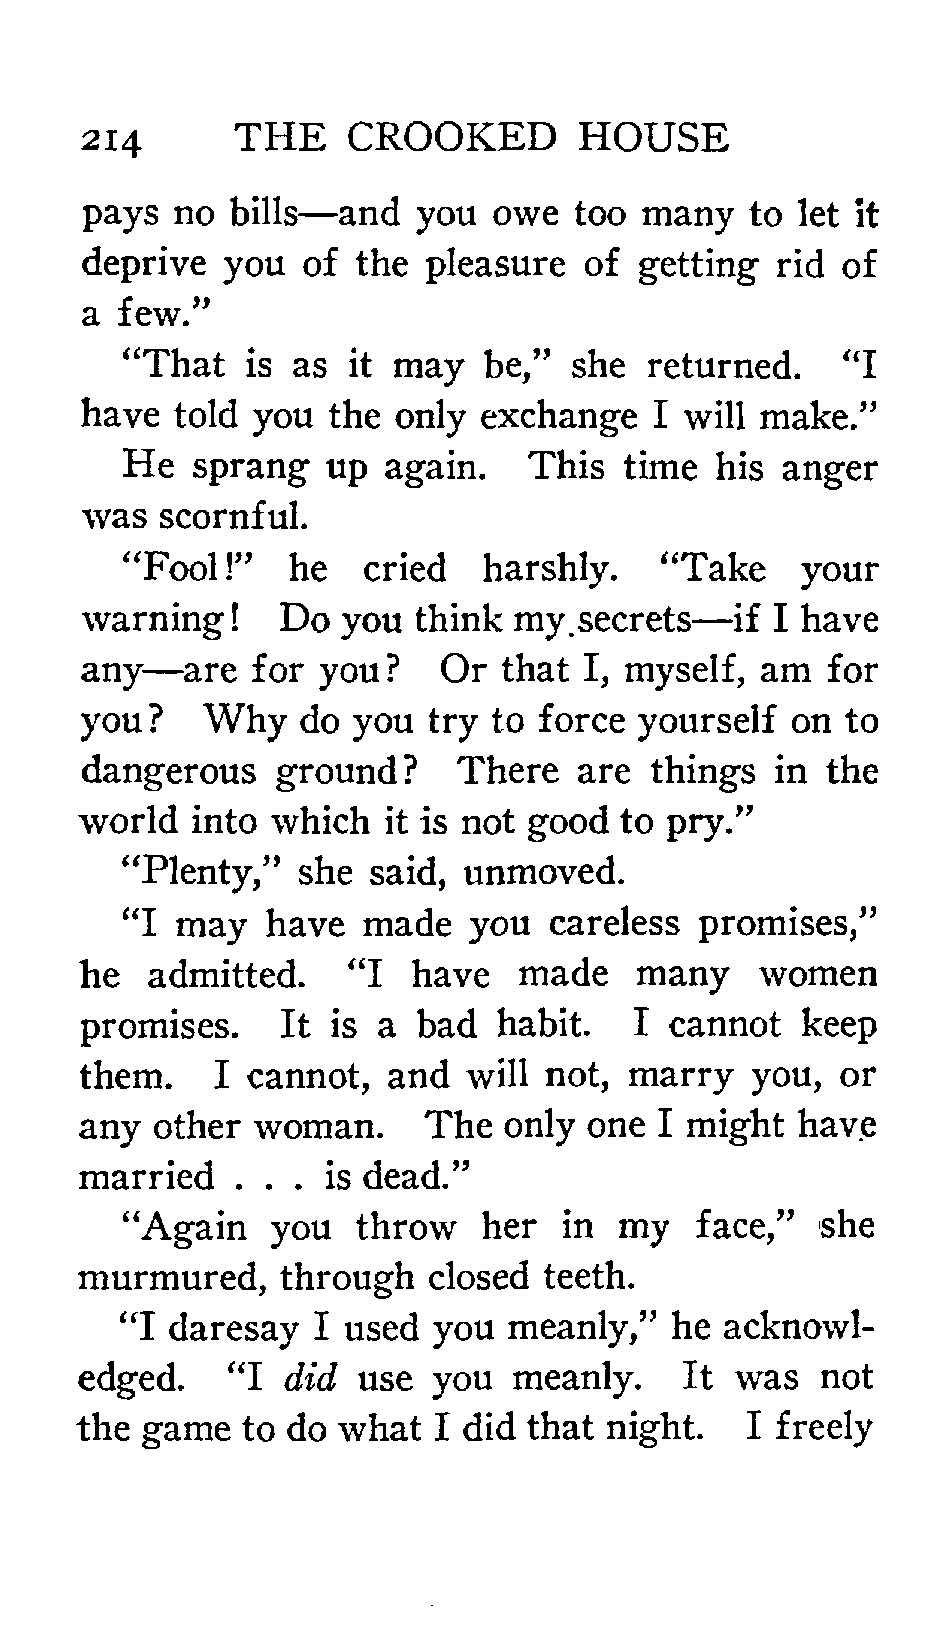 214 THE CROOKED HOUSE
pays no bills—and you owe too many to let it
deprive you of the pleasure of getting rid of
a few."
"That is as it may be," she returned. "I
have told you the only exchange I will make."
He sprang up again. This time his anger
was scornful.
"Fool!" he cried harshly. "Take your
warning! Do you think my secrets—if I have
any—are for you? Or that I, myself, am for
you? Why do you try to force yourself on to
dangerous ground? There are things in the
world into which it is not good to pry."
"Plenty," she said, unmoved.
"I may have made you careless promises,"
he admitted. "I have made many women
promises. It is a bad habit. I cannot keep
them. I cannot, and will not, marry you, or
any other woman. The only one I might have
married . . . is dead."
"Again you throw her in my face," she
murmured, through closed teeth.
"I daresay I used you meanly," he acknowl-
edged. "I did use you meanly. It was not
the game to do what I did that night. I freely